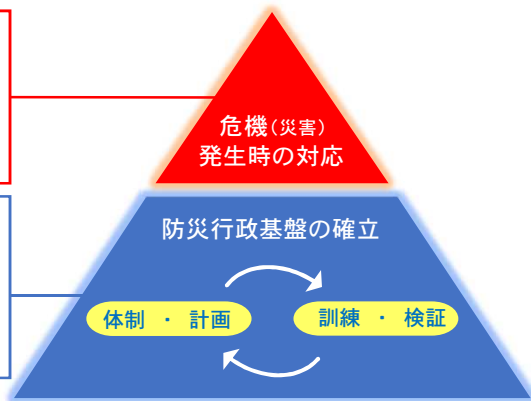 危機(災害)
発生時の対応
防災行政基盤の確立
体制 ・ 計画
訓練 ・ 検証